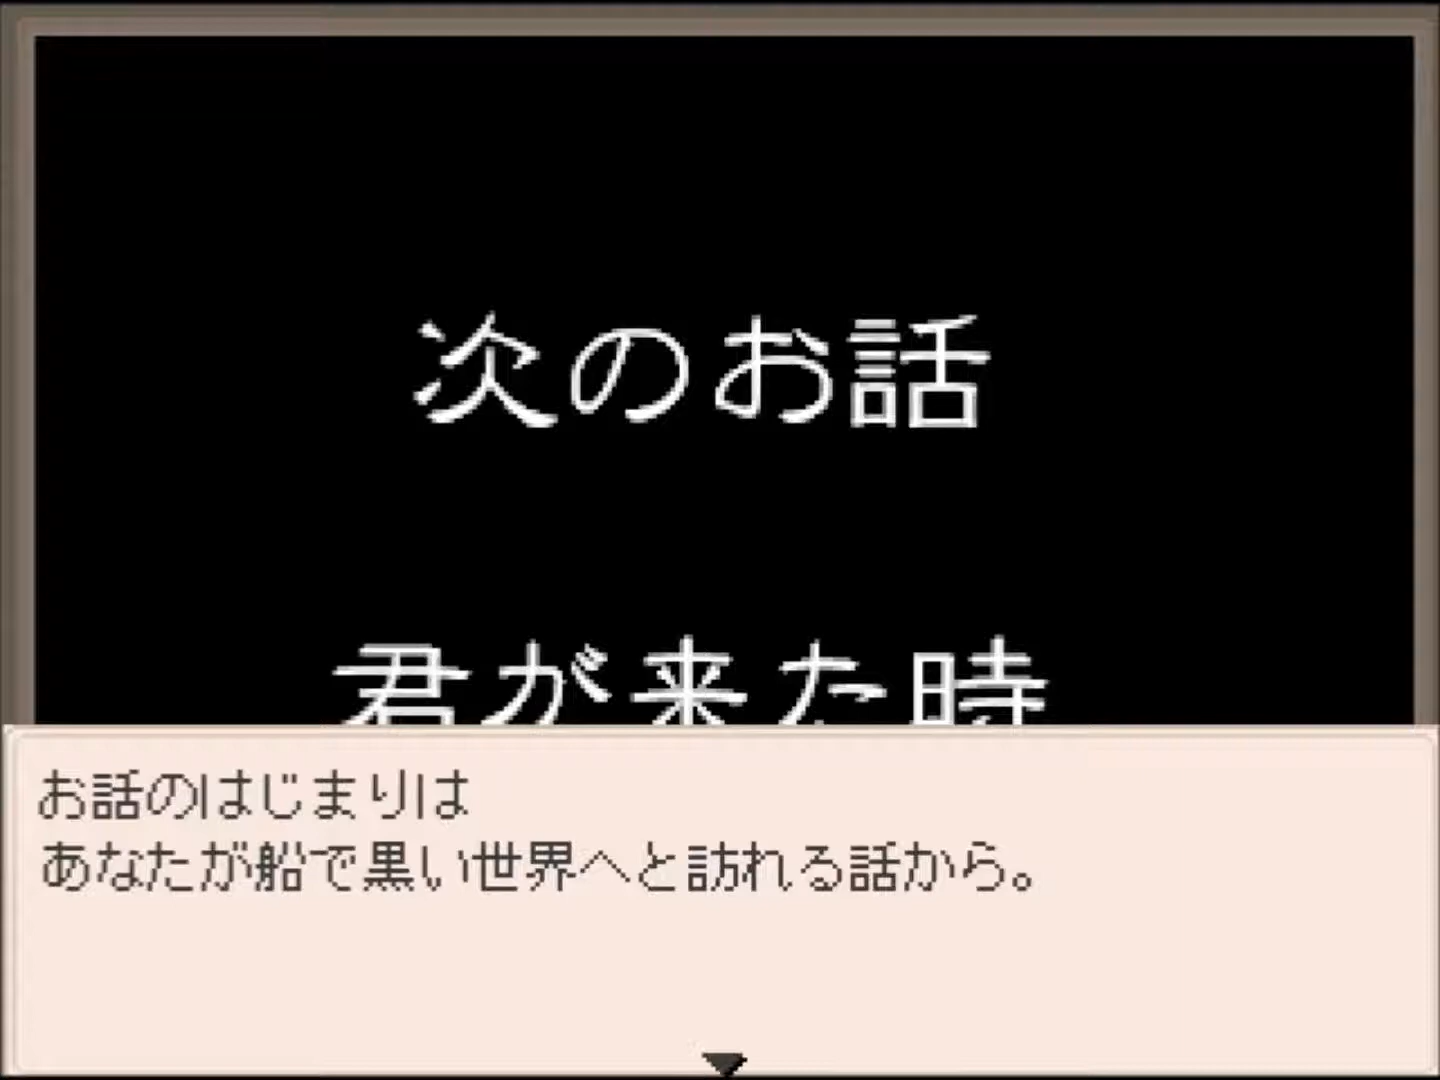 次のお話
君が来た時
お話のはじまりは
あなたが船で黒い世界へと訪れる話から。